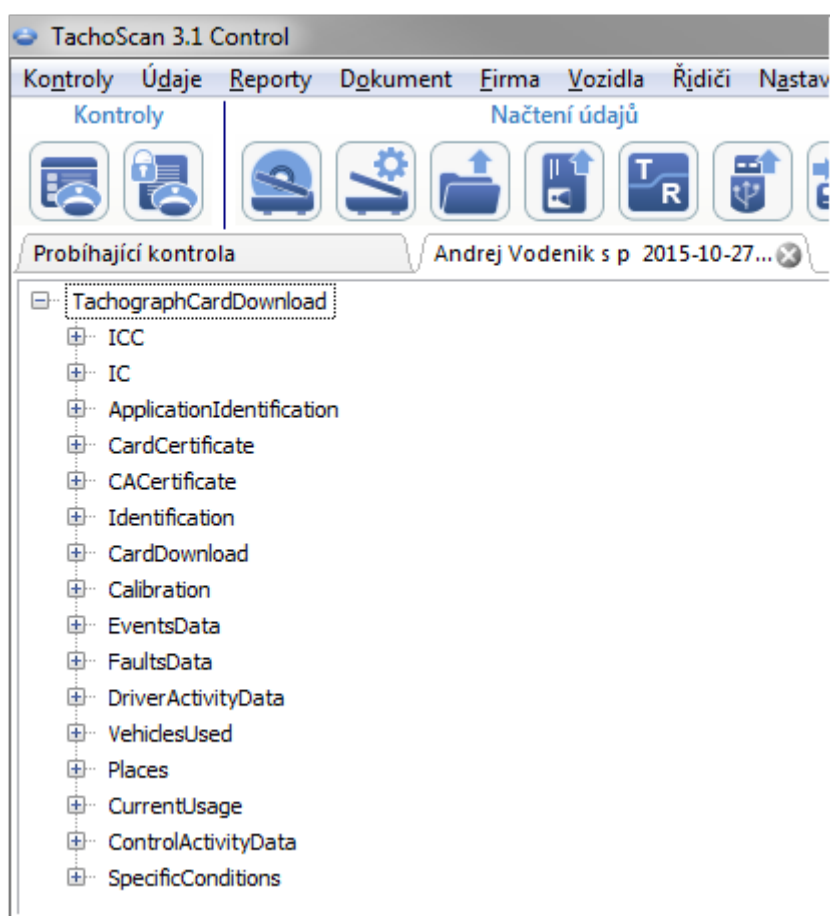 TachoScan 3.1 Control
Kontroly Údaje Reporty Dokument Firma Vozidla Řidiči Nastav
Kontroly Načtení údajů
T R
Probíhající kontrola Andrej Vodenik s p 2015-10-27...
TachographCardDownload
ICC
IC
ApplicationIdentification
CardCertificate
CACertificate
Identification
CardDownload
Calibration
EventsData
FaultsData
DriverActivityData
VehiclesUsed
Places
CurrentUsage
ControlActivityData
SpecificConditions